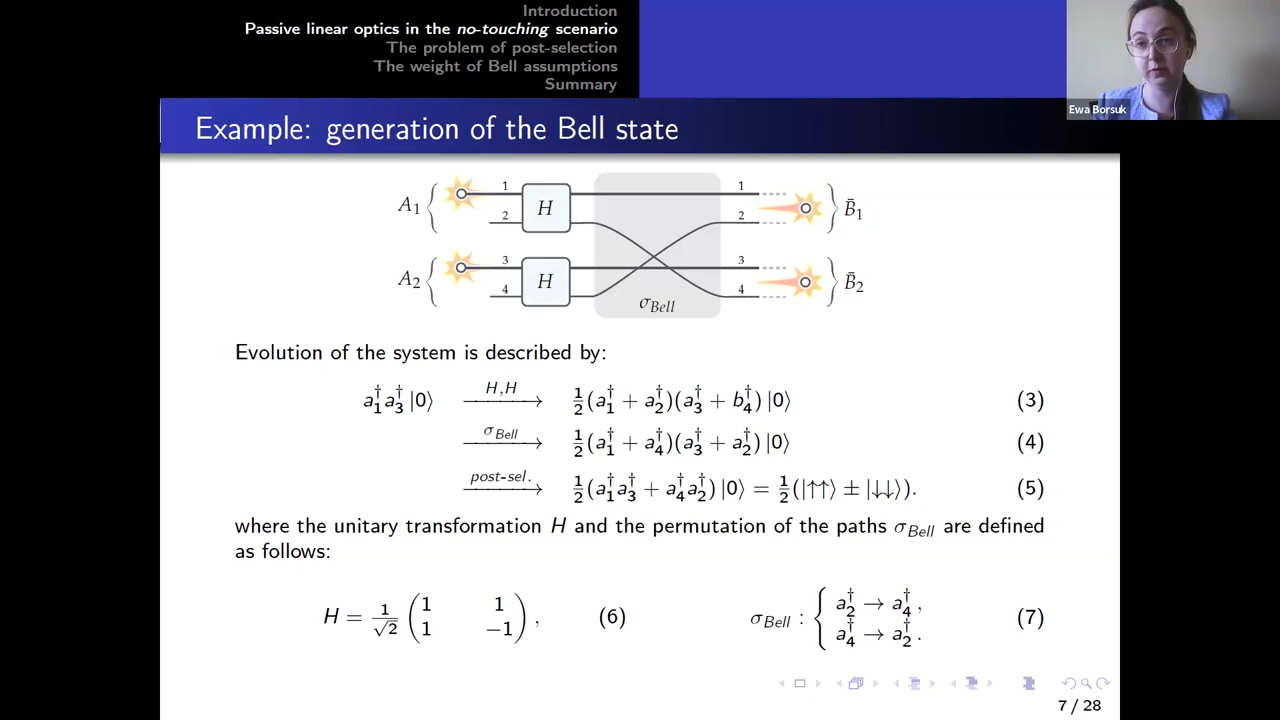 Introduction
Passive linear optics in the no-touching scenario
The problem of post-selection
The weight of Bell assumptions
Summary
Ewa Borsuk
Example: generation of the Bell state
A₁ { 1 2 H 1 2 } B̄₁
A₂ { 3 4 H 3 4 } B̄₂
σ_Bell
Evolution of the system is described by:
a₁†a₃† |0⟩ —H,H→ ½(a₁† + a₂†)(a₃† + b₄†) |0⟩ (3)
—σ_Bell→ ½(a₁† + a₄†)(a₃† + a₂†) |0⟩ (4)
—post-sel.→ ½(a₁†a₃† + a₄†a₂†) |0⟩ = ½(|↑↑⟩ ± |↓↓⟩). (5)
where the unitary transformation H and the permutation of the paths σ_Bell are defined
as follows:
H = 1/√2 (1 1 
1 −1), (6) σ_Bell : { a₂† → a₄† ,
a₄† → a₂† . (7)
7 / 28